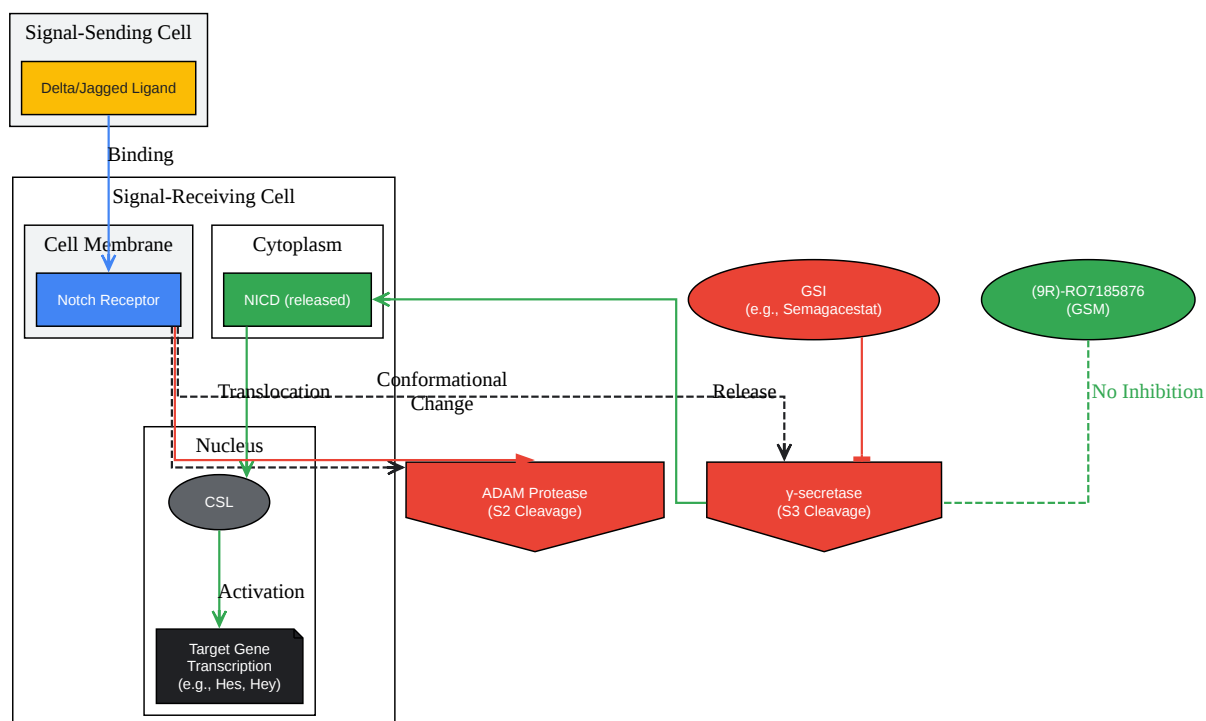 Signal-Sending Cell
Delta/Jagged Ligand
Binding
Signal-Receiving Cell
Cell Membrane
Cytoplasm
Notch Receptor
NICD (released)
GSI
(e.g., Semagacestat)
(9R)-RO7185876
(GSM)
Translocation
Conformational
Change
Release
No Inhibition
Nucleus
CSL
ADAM Protease
(S2 Cleavage)
γ-secretase
(S3 Cleavage)
Activation
Target Gene
Transcription
(e.g., Hes, Hey)